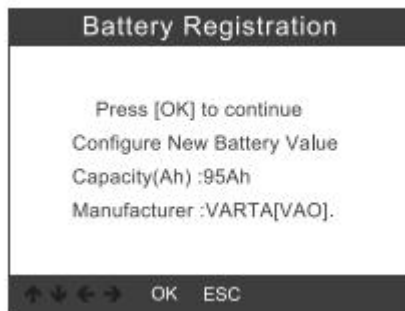 Battery Registration
Press [OK] to continue
Configure New Battery Value
Capacity(Ah) :95Ah
Manufacturer :VARTA[VAO].
OK ESC